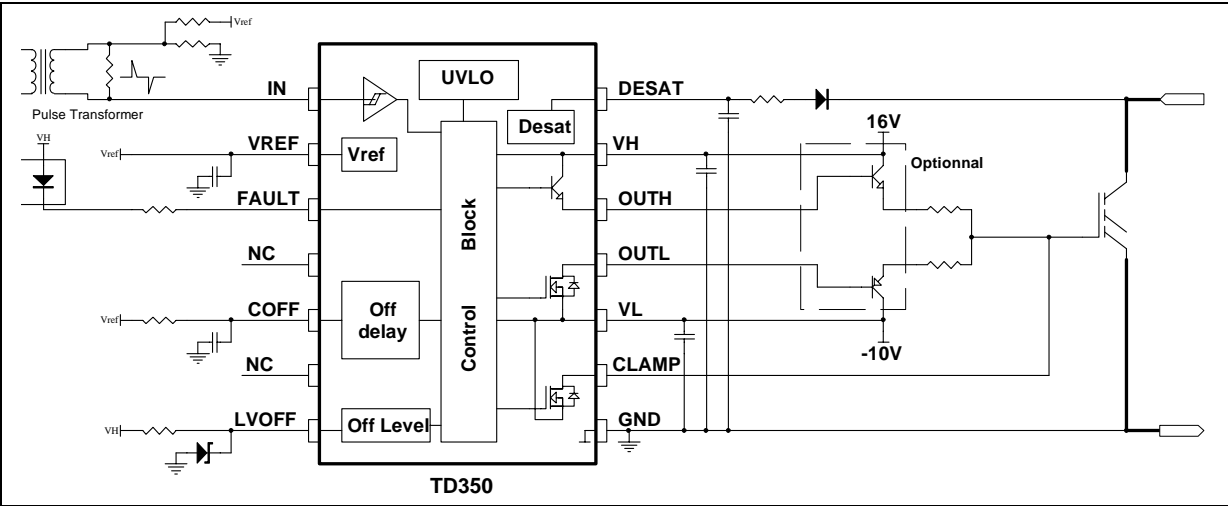 Vref
Pulse Transformer
IN
UVLO
DESAT
Desat
16V
VH
Vref
VREF
Vref
VH
Optionnal
FAULT
OUTH
Control Block
NC
OUTL
Vref
COFF
Off
delay
VL
-10V
NC
CLAMP
VH
LVOFF
Off Level
GND
TD350